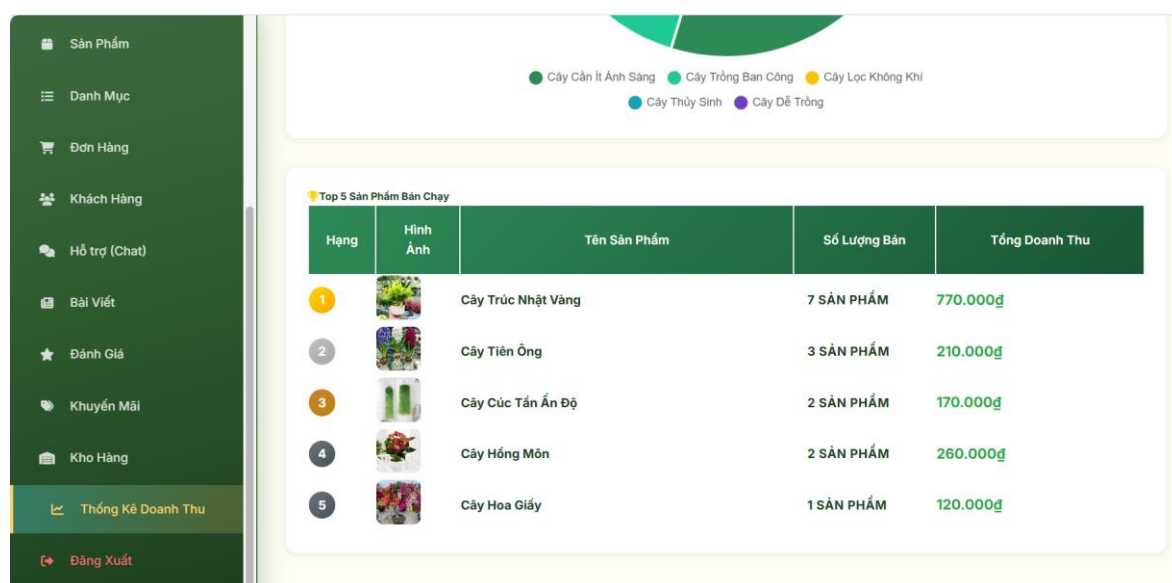 Sản Phẩm
Danh Mục
Đơn Hàng
Khách Hàng
Hỗ trợ (Chat)
Bài Viết
Đánh Giá
Khuyến Mãi
Kho Hàng
Thống Kê Doanh Thu
Đăng Xuất
Cây Cần Ít Ánh Sáng Cây Trồng Ban Công Cây Lọc Không Khí
Cây Thủy Sinh Cây Dễ Trồng
Top 5 Sản Phẩm Bán Chạy
Hạng Hình Ảnh Tên Sản Phẩm Số Lượng Bán Tổng Doanh Thu
1 Cây Trúc Nhật Vàng 7 SẢN PHẨM 770.000₫
2 Cây Tiên Ông 3 SẢN PHẨM 210.000₫
3 Cây Cúc Tần Ấn Độ 2 SẢN PHẨM 170.000₫
4 Cây Hồng Môn 2 SẢN PHẨM 260.000₫
5 Cây Hoa Giấy 1 SẢN PHẨM 120.000₫